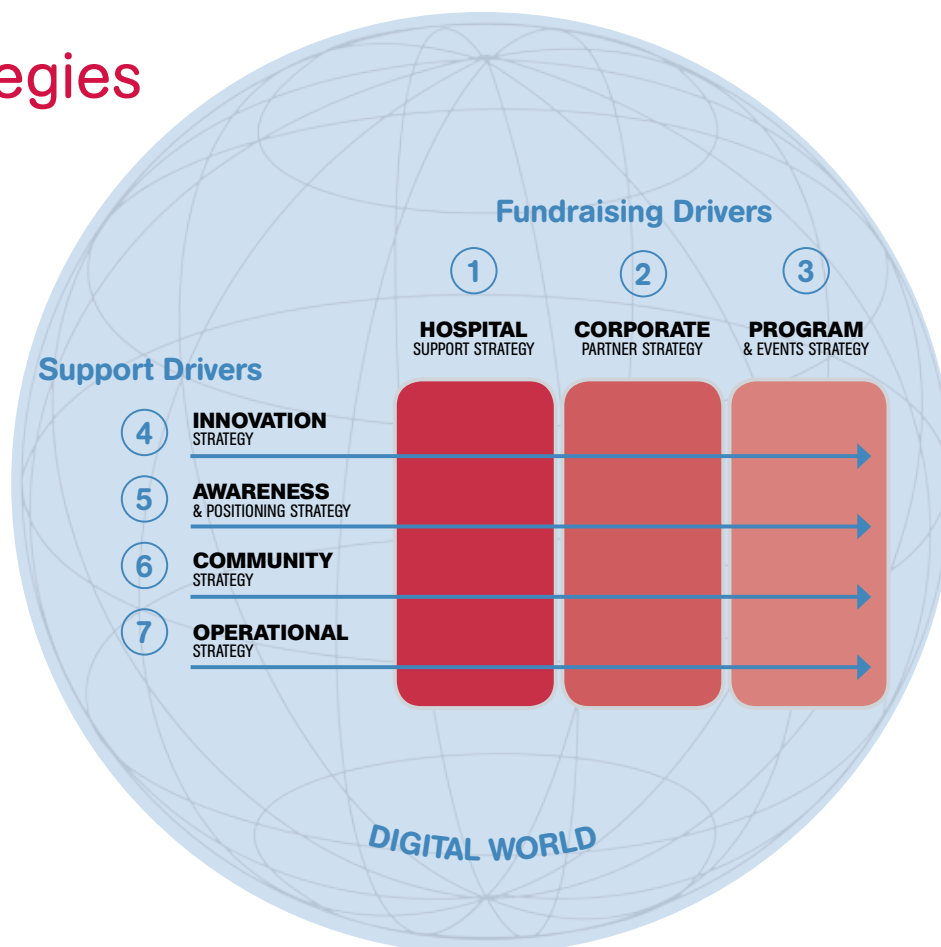 egies
Fundraising Drivers
1
2
3
HOSPITAL
SUPPORT STRATEGY
CORPORATE
PARTNER STRATEGY
PROGRAM
& EVENTS STRATEGY
Support Drivers
4
INNOVATION
STRATEGY
5
AWARENESS
& POSITIONING STRATEGY
6
COMMUNITY
STRATEGY
7
OPERATIONAL
STRATEGY
DIGITAL WORLD